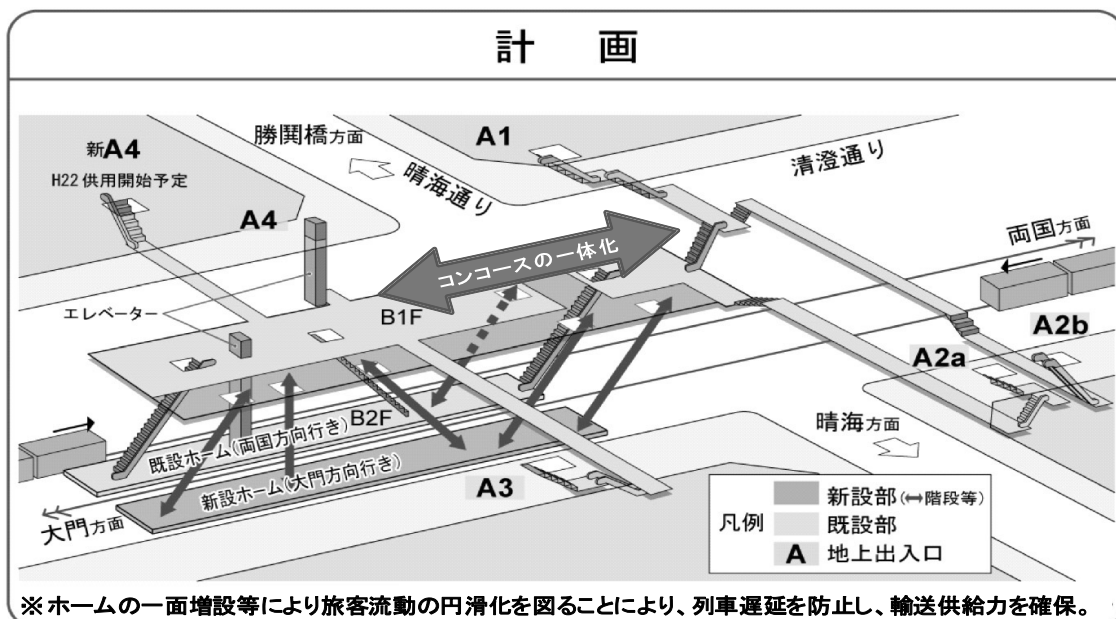 計 画
新A4
H22 供用開始予定
勝鬨橋方面
晴海通り
A1
清澄通り
A4
コンコースの一体化
両国方面
エレベーター
B1F
A2b
A2a
B2F
既設ホーム(両国方向行き)
新設ホーム(大門方向行き)
晴海方面
A3
大門方面
凡例
新設部(⇔階段等)
既設部
A 地上出入口
※ホームの一面増設等により旅客流動の円滑化を図ることにより、列車遅延を防止し、輸送供給力を確保。